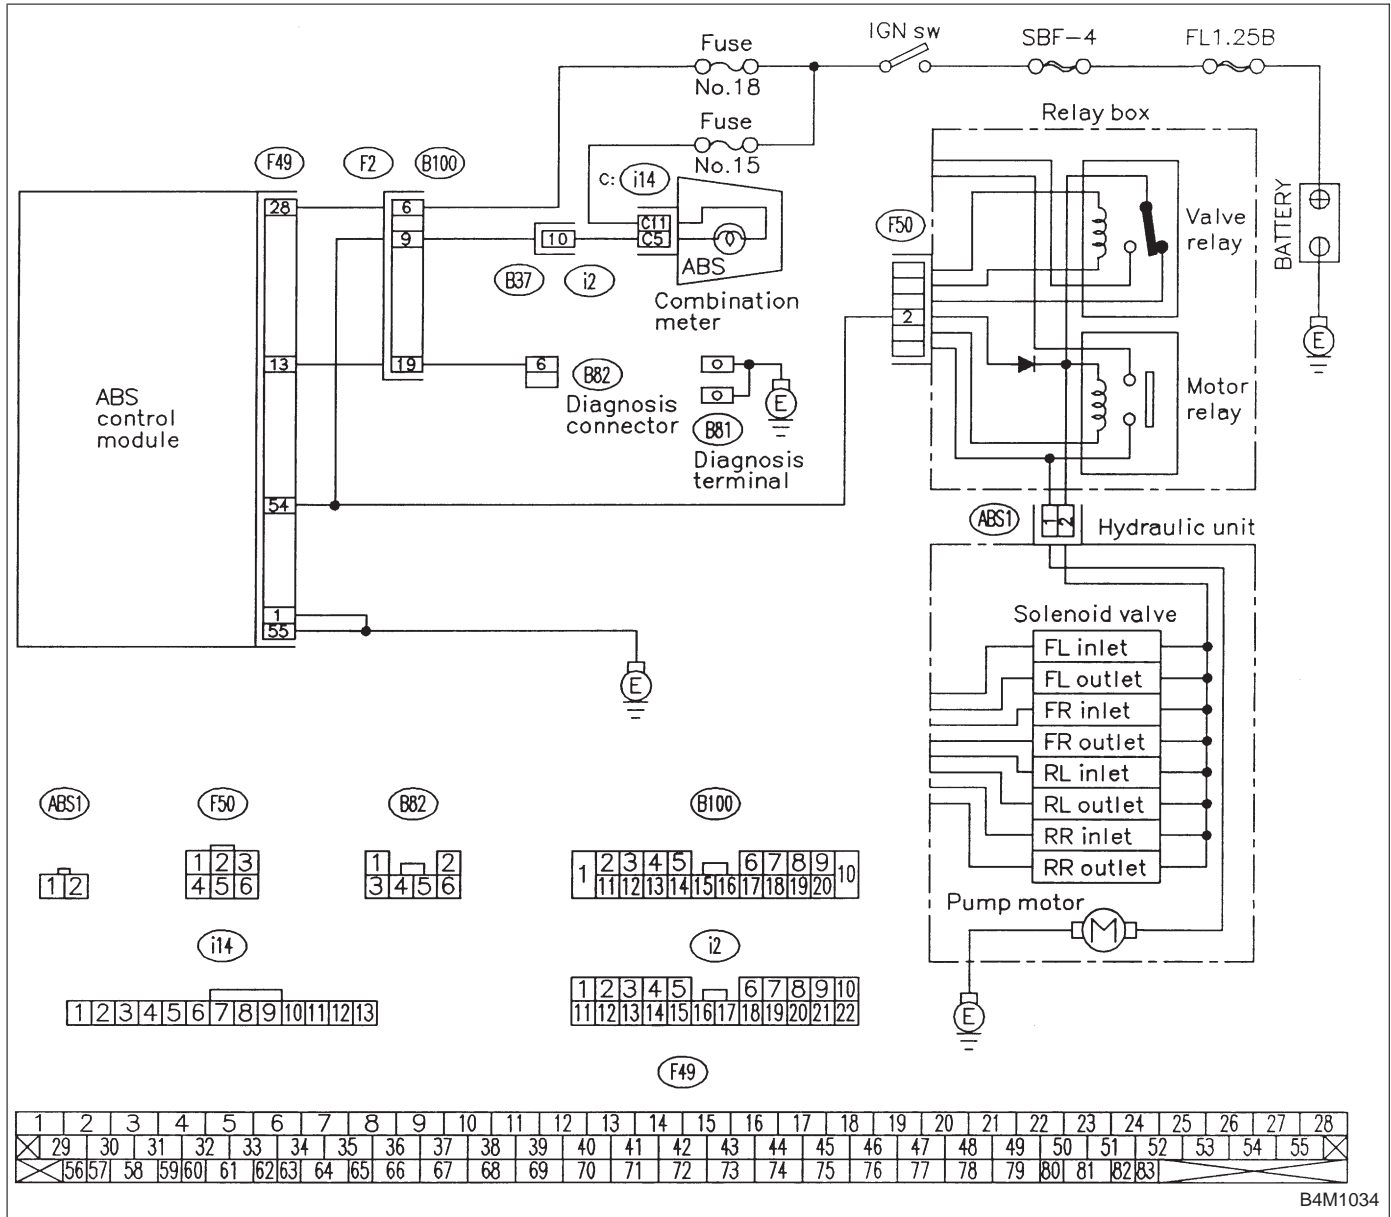 IGN sw
SBF-4
FL1.25B
Fuse
No.18
Fuse
No.15
Relay box
F49
F2
B100
C: i14
F50
28
6
9
10
C11
C5
ABS
B37
i2
Combination
meter
Valve
relay
BATTERY
E
2
13
19
6
B82
Diagnosis
connector
E
B81
Diagnosis
terminal
Motor
relay
ABS
control
module
54
ABS1
1 2
Hydraulic unit
1
55
E
Solenoid valve
FL inlet
FL outlet
FR inlet
FR outlet
RL inlet
RL outlet
RR inlet
RR outlet
Pump motor
M
E
ABS1
F50
B82
B100
1 2
1 2 3
4 5 6
1 2
3 4 5 6
1 2 3 4 5 6 7 8 9 10
11 12 13 14 15 16 17 18 19 20
i14
i2
1 2 3 4 5 6 7 8 9 10 11 12 13
1 2 3 4 5 6 7 8 9 10
11 12 13 14 15 16 17 18 19 20 21 22
F49
1 2 3 4 5 6 7 8 9 10 11 12 13 14 15 16 17 18 19 20 21 22 23 24 25 26 27 28
29 30 31 32 33 34 35 36 37 38 39 40 41 42 43 44 45 46 47 48 49 50 51 52 53 54 55
56 57 58 59 60 61 62 63 64 65 66 67 68 69 70 71 72 73 74 75 76 77 78 79 80 81 82 83
B4M1034